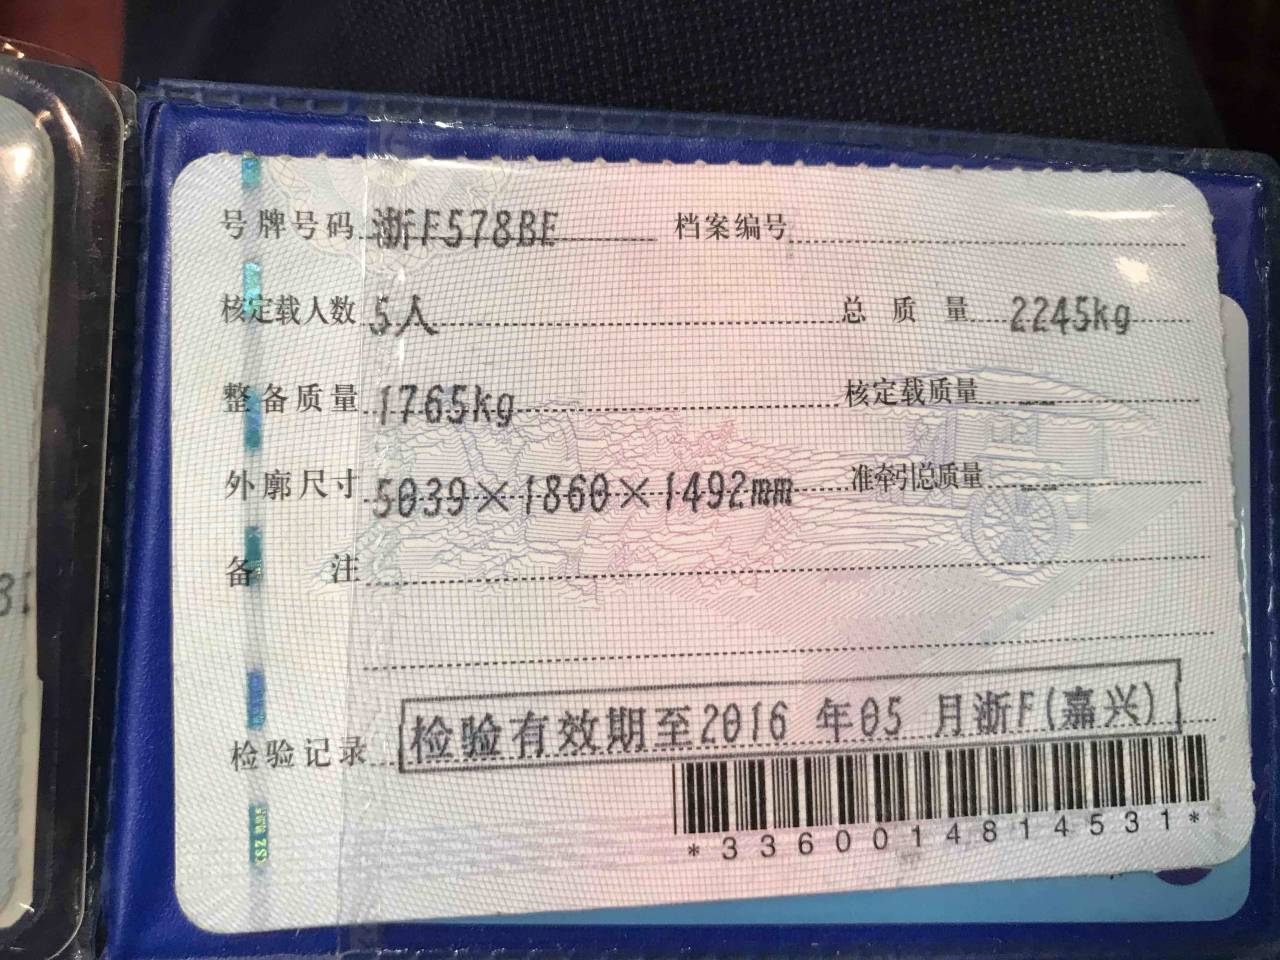 号牌号码 浙F578BE 档案编号
核定载人数 5人 总质量 2245kg
整备质量 1765kg 核定载质量 --
外廓尺寸 5039×1860×1492mm 准牵引总质量 --
备注
检验记录 检验有效期至2016年05月浙F(嘉兴)
*3360014814531*